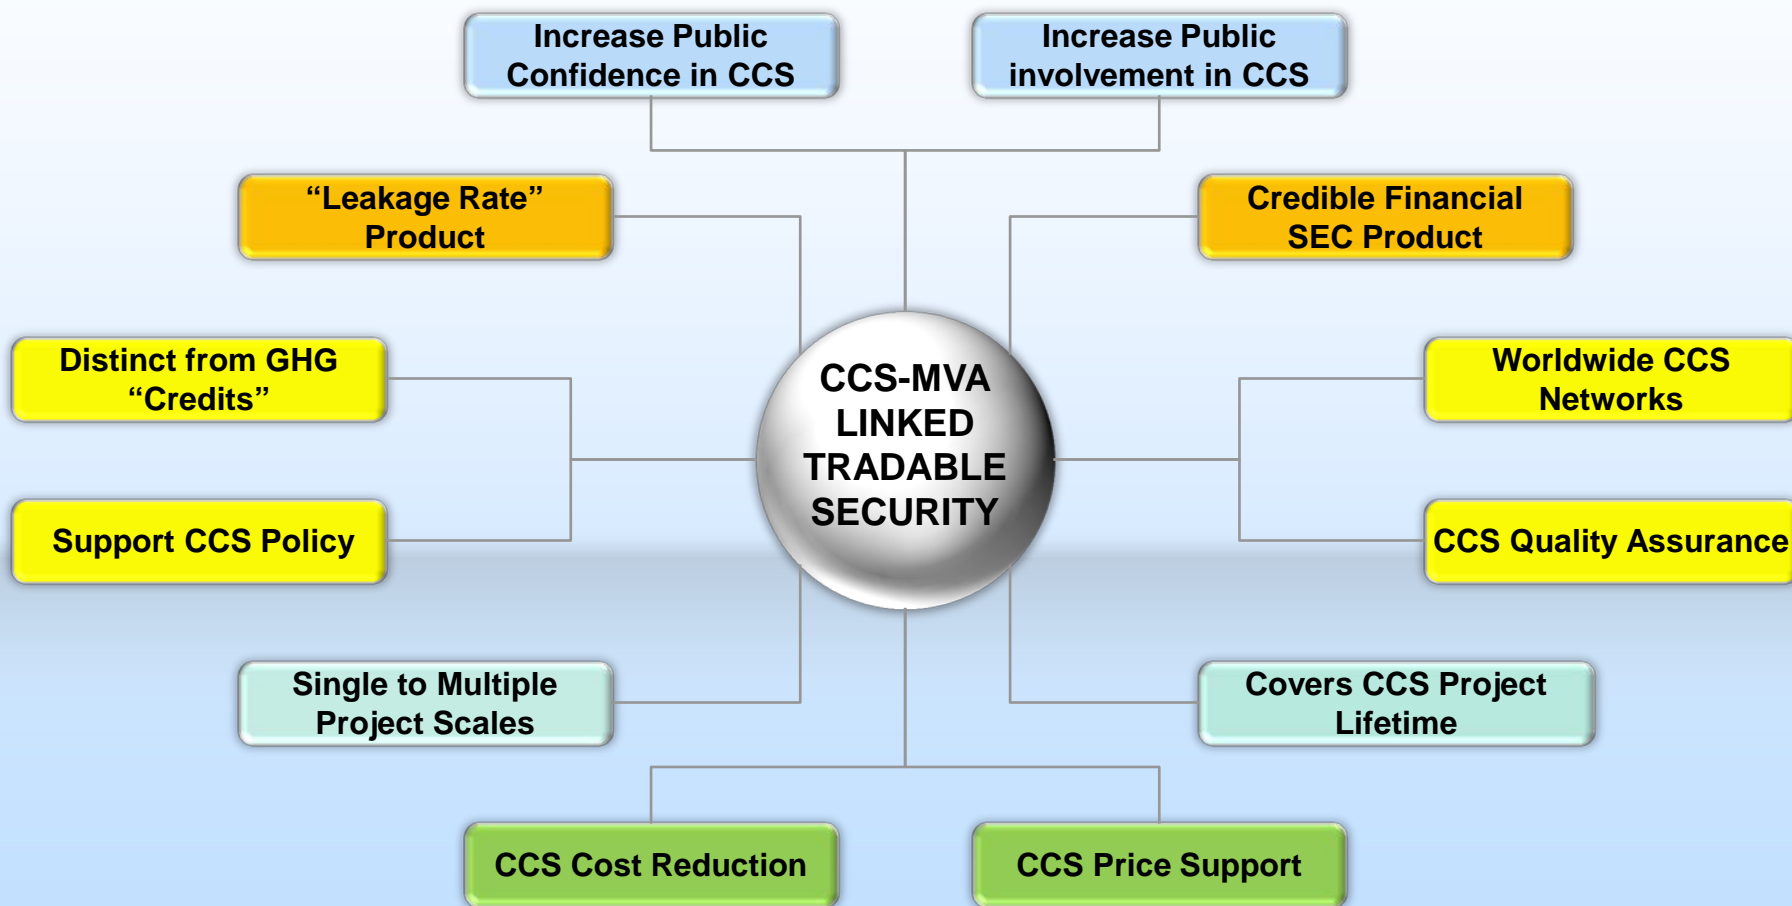 Increase Public
Confidence in CCS
Increase Public
involvement in CCS
“Leakage Rate”
Product
Credible Financial
SEC Product
Distinct from GHG
“Credits”
Worldwide CCS
Networks
CCS-MVA
LINKED
TRADABLE
SECURITY
Support CCS Policy
CCS Quality Assurance
Single to Multiple
Project Scales
Covers CCS Project
Lifetime
CCS Cost Reduction
CCS Price Support